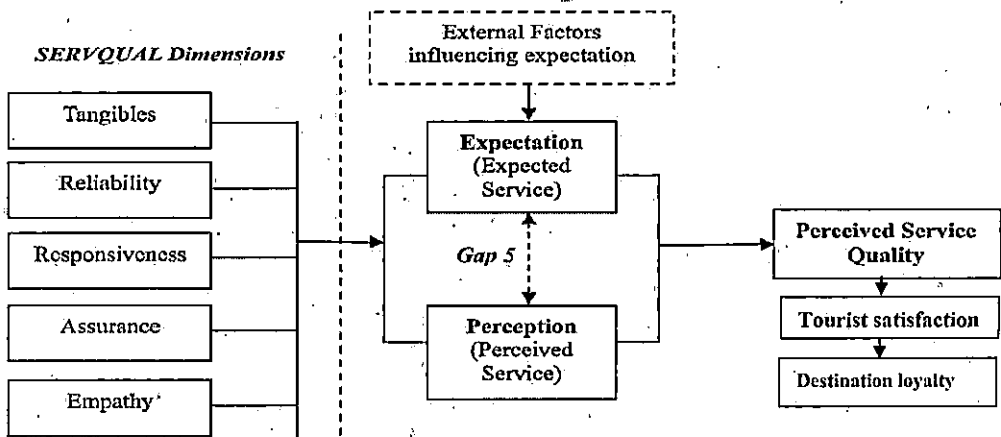 External Factors
influencing expectation
SERVQUAL Dimensions
Tangibles
Reliability
Responsiveness
Assurance
Empathy
Expectation
(Expected
Service)
Gap 5
Perception
(Perceived
Service)
Perceived Service
Quality
Tourist satisfaction
Destination loyalty